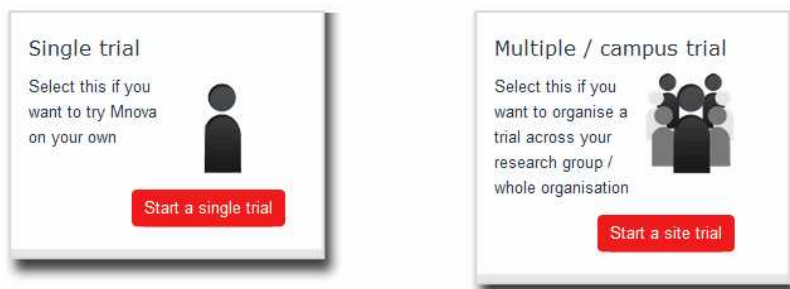 Single trial
Select this if you
want to try Mnova
on your own
Start a single trial
Multiple / campus trial
Select this if you
want to organise a
trial across your
research group /
whole organisation
Start a site trial